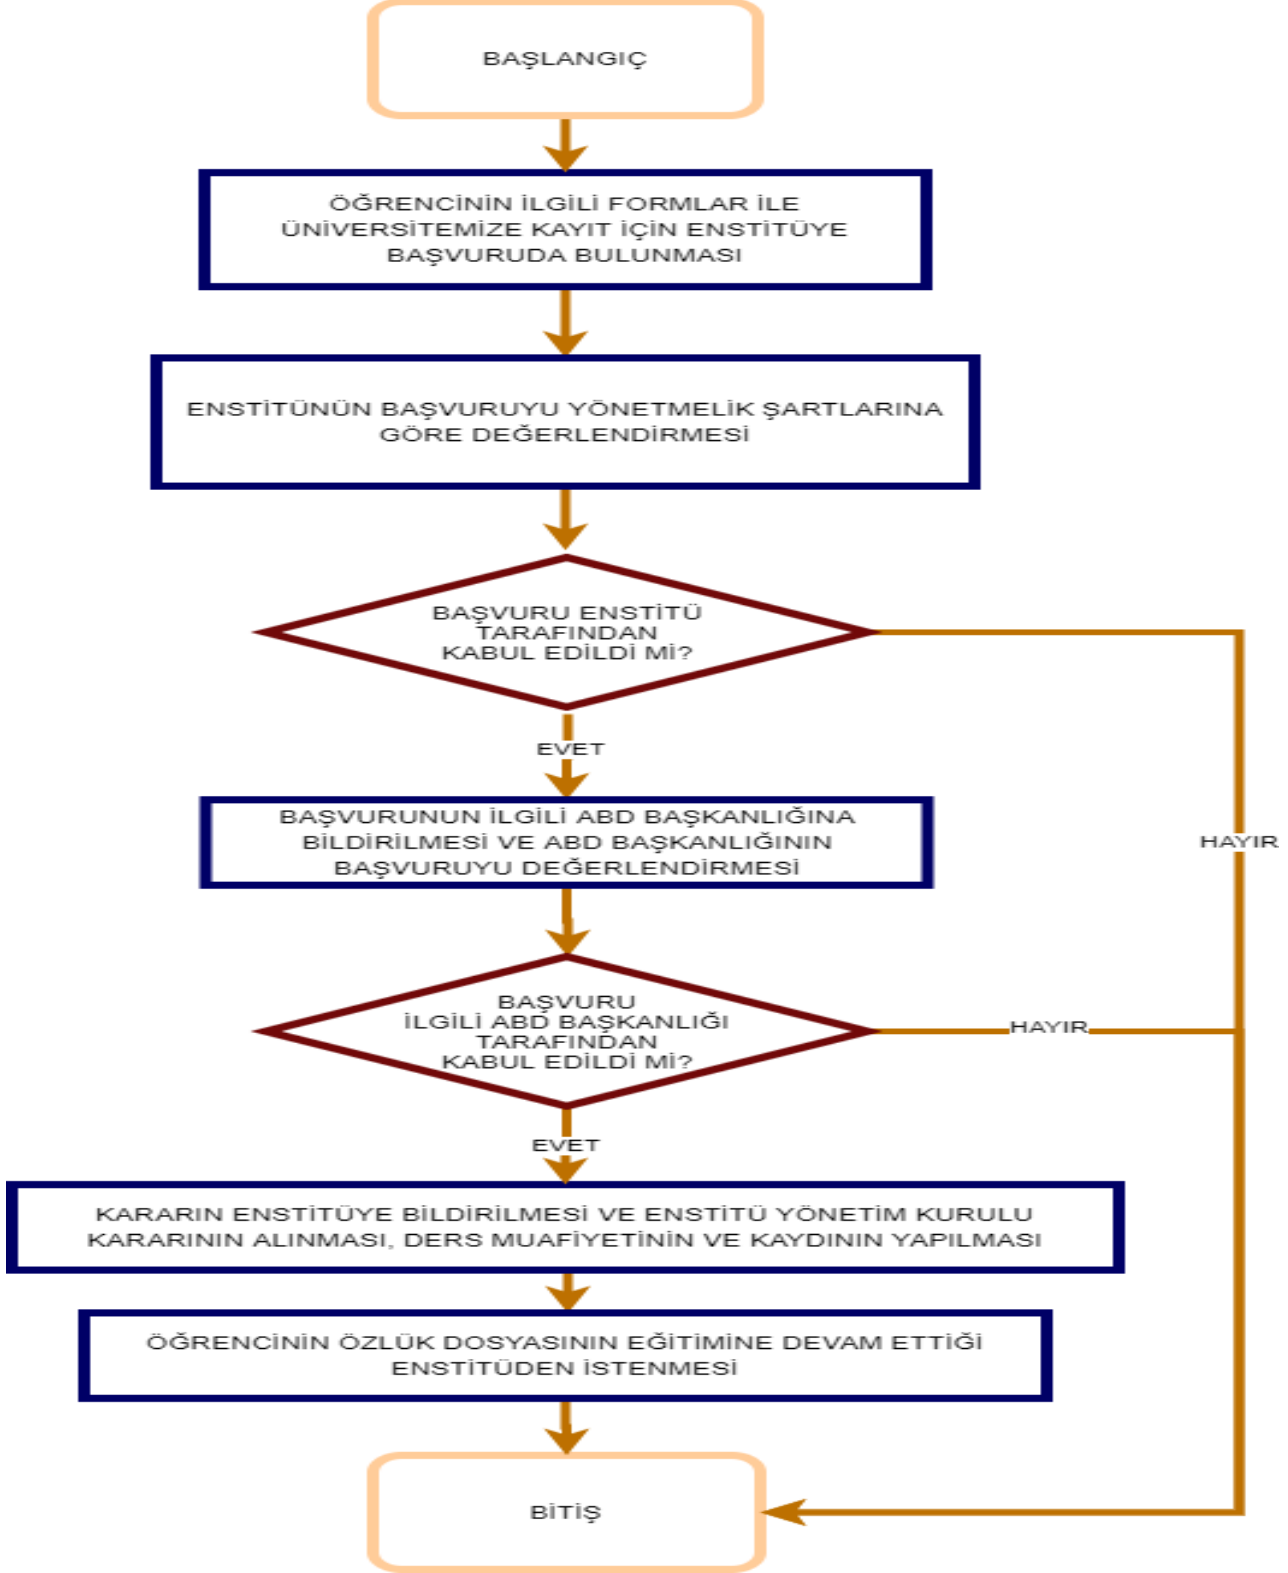 BAŞLANGIÇ
ÖĞRENCİNİN İLGİLİ FORMLAR İLE
ÜNİVERSİTEMİZE KAYIT İÇİN ENSTİTÜYE
BAŞVURUDA BULUNMASI
ENSTİTÜNÜN BAŞVURUYU YÖNETMELİK ŞARTLARINA
GÖRE DEĞERLENDİRMESİ
BAŞVURU ENSTİTÜ
TARAFINDAN
KABUL EDİLDİ Mİ?
EVET
BAŞVURUNUN İLGİLİ ABD BAŞKANLIĞINA
BİLDİRİLMESİ VE ABD BAŞKANLIĞININ
BAŞVURUYU DEĞERLENDİRMESİ
HAYIR
BAŞVURU
İLGİLİ ABD BAŞKANLIĞI
TARAFINDAN
KABUL EDİLDİ Mİ?
HAYIR
EVET
KARARIN ENSTİTÜYE BİLDİRİLMESİ VE ENSTİTÜ YÖNETİM KURULU
KARARININ ALINMASI, DERS MUAFİYETİNİN VE KAYDININ YAPILMASI
ÖĞRENCİNİN ÖZLÜK DOSYASININ EĞİTİMİNE DEVAM ETTİĞİ
ENSTİTÜDEN İSTENMESİ
BİTİŞ